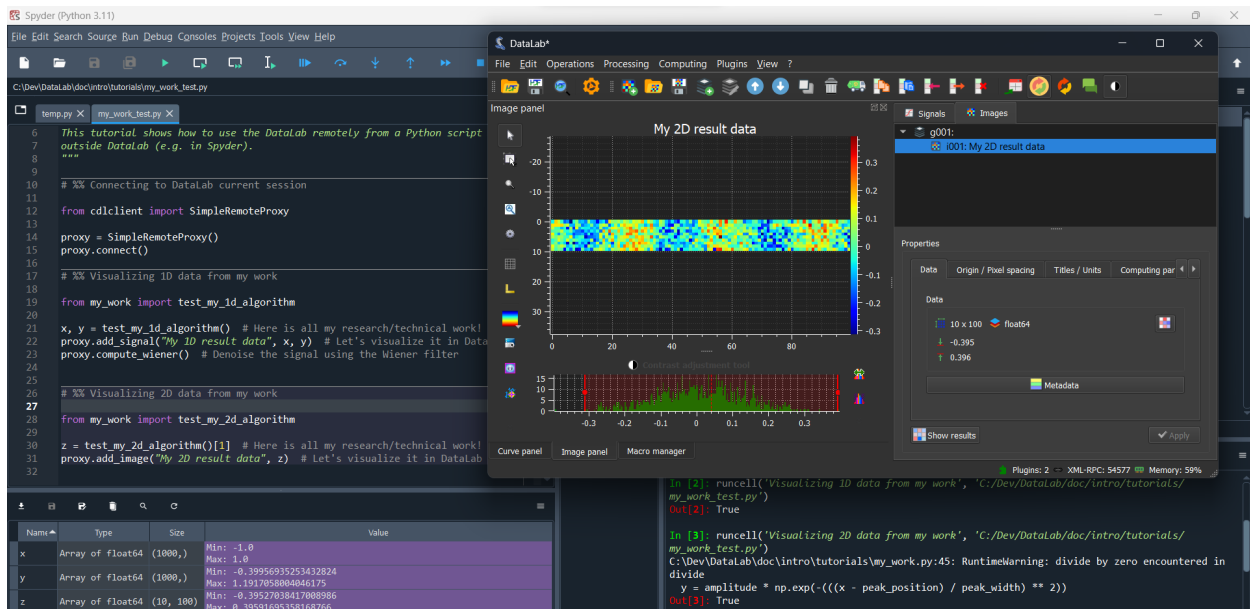 Spyder (Python 3.11)
File Edit Search Source Run Debug Consoles Projects Tools View Help
C:\Dev\DataLab\doc\intro\tutorials\my_work_test.py
temp.py
my_work_test.py
6 This tutorial shows how to use the DataLab remotely from a Python script
7 outside DataLab (e.g. in Spyder).
8 """
9
10 # %% Connecting to DataLab current session
11
12 from cdlclient import SimpleRemoteProxy
13
14 proxy = SimpleRemoteProxy()
15 proxy.connect()
16
17 # %% Visualizing 1D data from my work
18
19 from my_work import test_my_1d_algorithm
20
21 x, y = test_my_1d_algorithm()  # Here is all my research/technical work!
22 proxy.add_signal("My 1D result data", x, y)  # Let's visualize it in Data
23 proxy.compute_wiener()  # Denoise the signal using the Wiener filter
24
25
26 # %% Visualizing 2D data from my work
27
28 from my_work import test_my_2d_algorithm
29
30 z = test_my_2d_algorithm()[1]  # Here is all my research/technical work!
31 proxy.add_image("My 2D result data", z)  # Let's visualize it in DataLab
32
DataLab*
File Edit Operations Processing Computing Plugins View ?
Image panel
My 2D result data
-20
-10
0
10
20
30
0 20 40 60 80
0.3
0.2
0.1
0
-0.1
-0.2
-0.3
Contrast adjustment tool
15
10
5
0
-0.3 -0.2 -0.1 0 0.1 0.2 0.3
Curve panel Image panel Macro manager
Signals Images
g001:
i001: My 2D result data
Properties
Data Origin / Pixel spacing Titles / Units Computing par
Data
10 x 100 float64
-0.395
0.396
Metadata
Show results
Apply
Plugins: 2 XML-RPC: 54577 Memory: 59%
Name Type Size Value
x Array of float64 (1000,) Min: -1.0
Max: 1.0
y Array of float64 (1000,) Min: -0.39956935253432824
Max: 1.1917058004046175
z Array of float64 (10, 100) Min: -0.39527038417008986
Max: 0.39591695358168766
In [2]: runcell('Visualizing 1D data from my work', 'C:/Dev/DataLab/doc/intro/tutorials/
my_work_test.py')
Out[2]: True
In [3]: runcell('Visualizing 2D data from my work', 'C:/Dev/DataLab/doc/intro/tutorials/
my_work_test.py')
C:\Dev\DataLab\doc\intro\tutorials\my_work.py:45: RuntimeWarning: divide by zero encountered in
divide
y = amplitude * np.exp(-(((x - peak_position) / peak_width) ** 2))
Out[3]: True